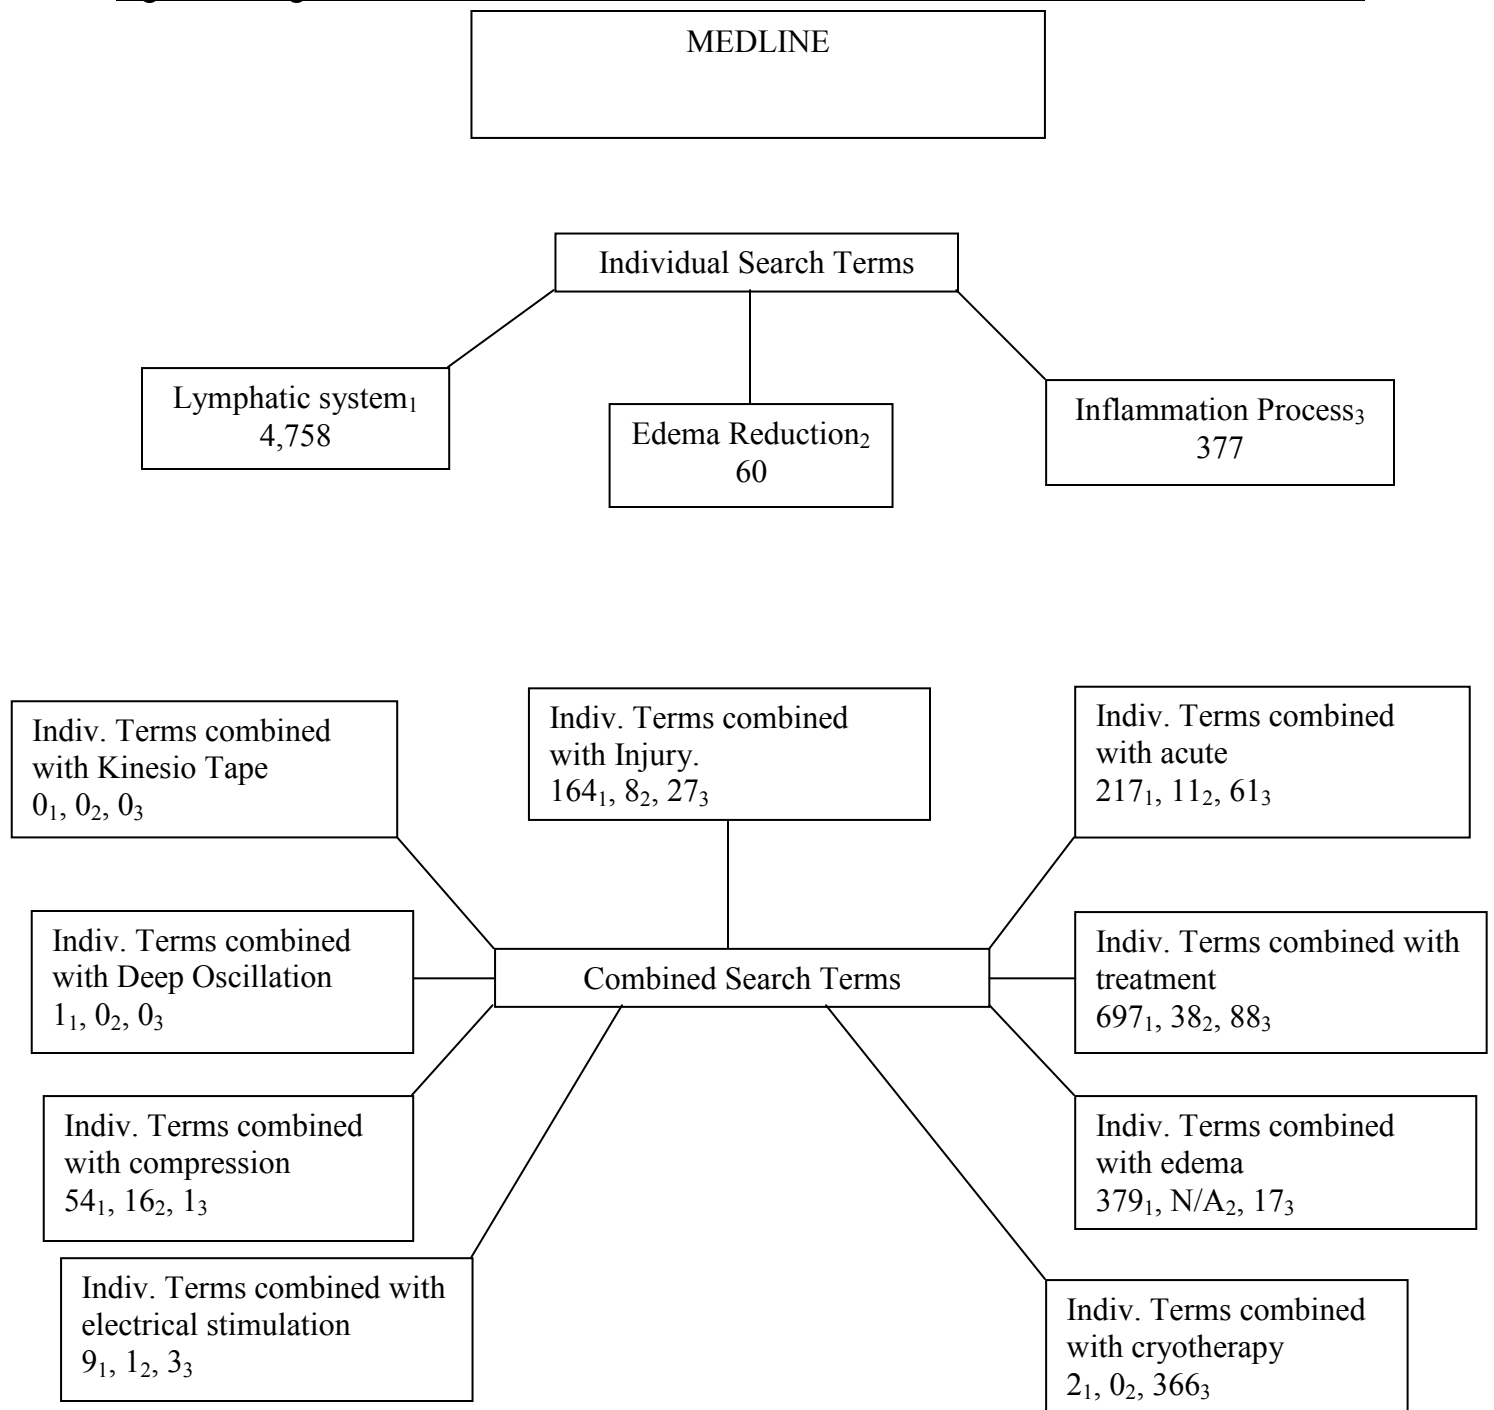 MEDLINE
Individual Search Terms
Lymphatic system₁
4,758
Edema Reduction₂
60
Inflammation Process₃
377
Indiv. Terms combined
with Kinesio Tape
0₁, 0₂, 0₃
Indiv. Terms combined
with Injury.
164₁, 8₂, 27₃
Indiv. Terms combined
with acute
217₁, 11₂, 61₃
Indiv. Terms combined
with Deep Oscillation
1₁, 0₂, 0₃
Combined Search Terms
Indiv. Terms combined with
treatment
697₁, 38₂, 88₃
Indiv. Terms combined
with compression
54₁, 16₂, 1₃
Indiv. Terms combined
with edema
379₁, N/A₂, 17₃
Indiv. Terms combined with
electrical stimulation
9₁, 1₂, 3₃
Indiv. Terms combined
with cryotherapy
2₁, 0₂, 366₃